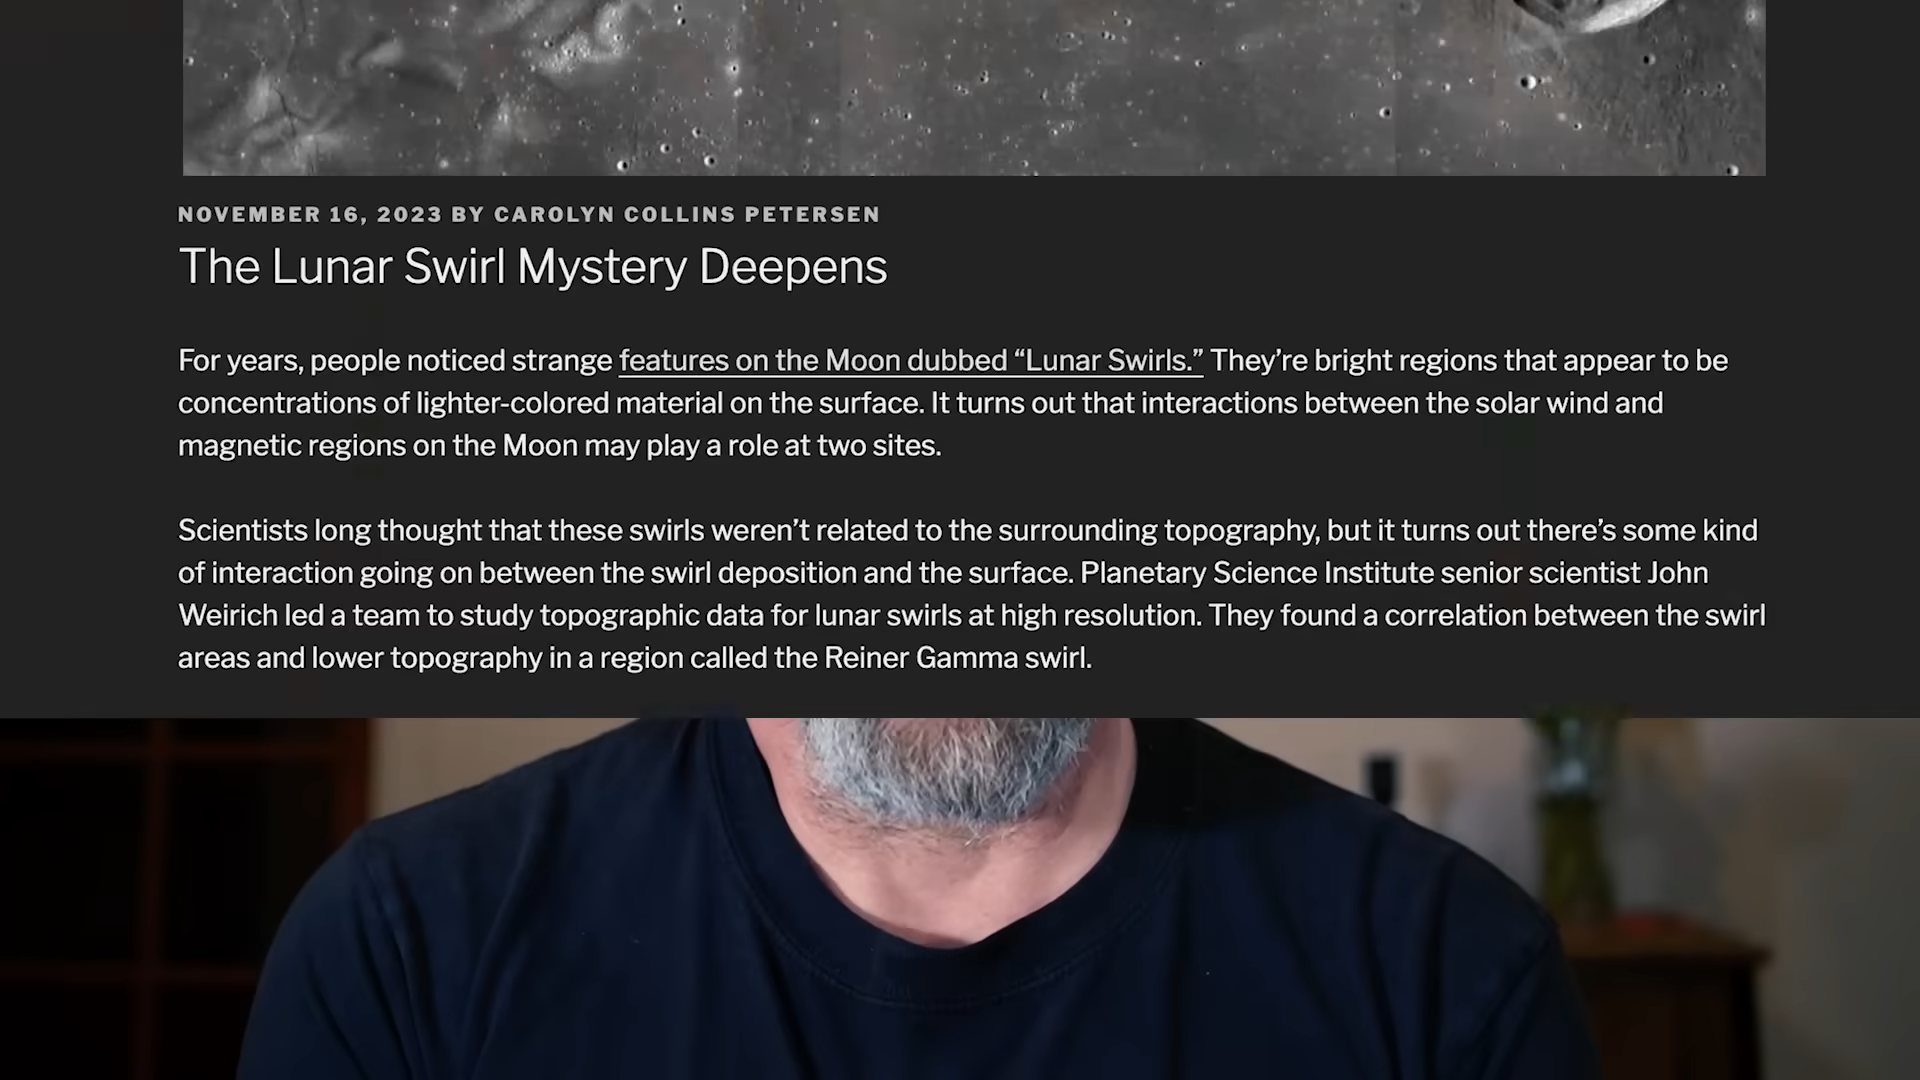 NOVEMBER 16, 2023 BY CAROLYN COLLINS PETERSEN
The Lunar Swirl Mystery Deepens
For years, people noticed strange features on the Moon dubbed “Lunar Swirls.” They’re bright regions that appear to be
concentrations of lighter-colored material on the surface. It turns out that interactions between the solar wind and
magnetic regions on the Moon may play a role at two sites.
Scientists long thought that these swirls weren’t related to the surrounding topography, but it turns out there’s some kind
of interaction going on between the swirl deposition and the surface. Planetary Science Institute senior scientist John
Weirich led a team to study topographic data for lunar swirls at high resolution. They found a correlation between the swirl
areas and lower topography in a region called the Reiner Gamma swirl.